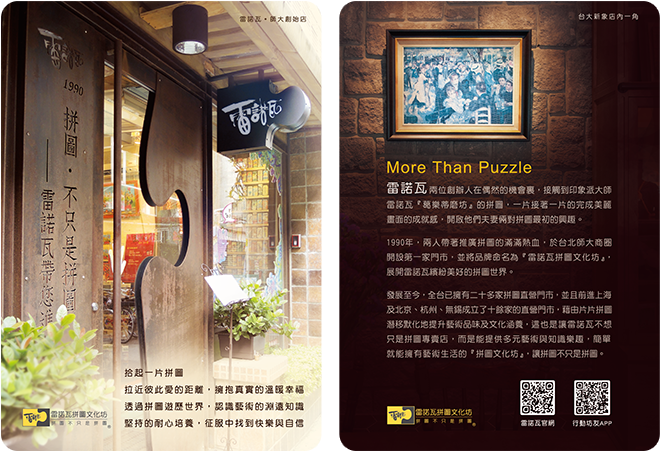 雷諾瓦・師大創始店
雷諾瓦
1990
拼圖・不只是拼圖
——雷諾瓦帶您進
雷諾瓦
拾起一片拼圖
拉近彼此愛的距離，擁抱真實的溫暖幸福
透過拼圖遊歷世界，認識藝術的淵遠知識
堅持的耐心培養，征服中找到快樂與自信
雷諾瓦拼圖文化坊
拼圖不只是拼圖
台大新象店內一角
More Than Puzzle
雷諾瓦兩位創辦人在偶然的機會裏，接觸到印象派大師
雷諾瓦『葛樂蒂磨坊』的拼圖，一片接著一片的完成美麗
畫面的成就感，開啟他們夫妻倆對拼圖最初的興趣。
1990年，兩人帶著推廣拼圖的滿滿熱血，於台北師大商圈
開設第一家門市，並將品牌命名為『雷諾瓦拼圖文化坊』，
展開雷諾瓦繽紛美好的拼圖世界。
發展至今，全台已擁有二十多家拼圖直營門市，並且前進上海
及北京、杭州、無錫成立了十餘家的直營門市，藉由片片拼圖
潛移默化地提升藝術品味及文化涵養，這也是讓雷諾瓦不想
只是拼圖專賣店，而是能提供多元藝術與知識樂趣，簡單
就能擁有藝術生活的『拼圖文化坊』，讓拼圖不只是拼圖。
雷諾瓦拼圖文化坊
拼圖不只是拼圖
雷諾瓦官網
行動坊友APP